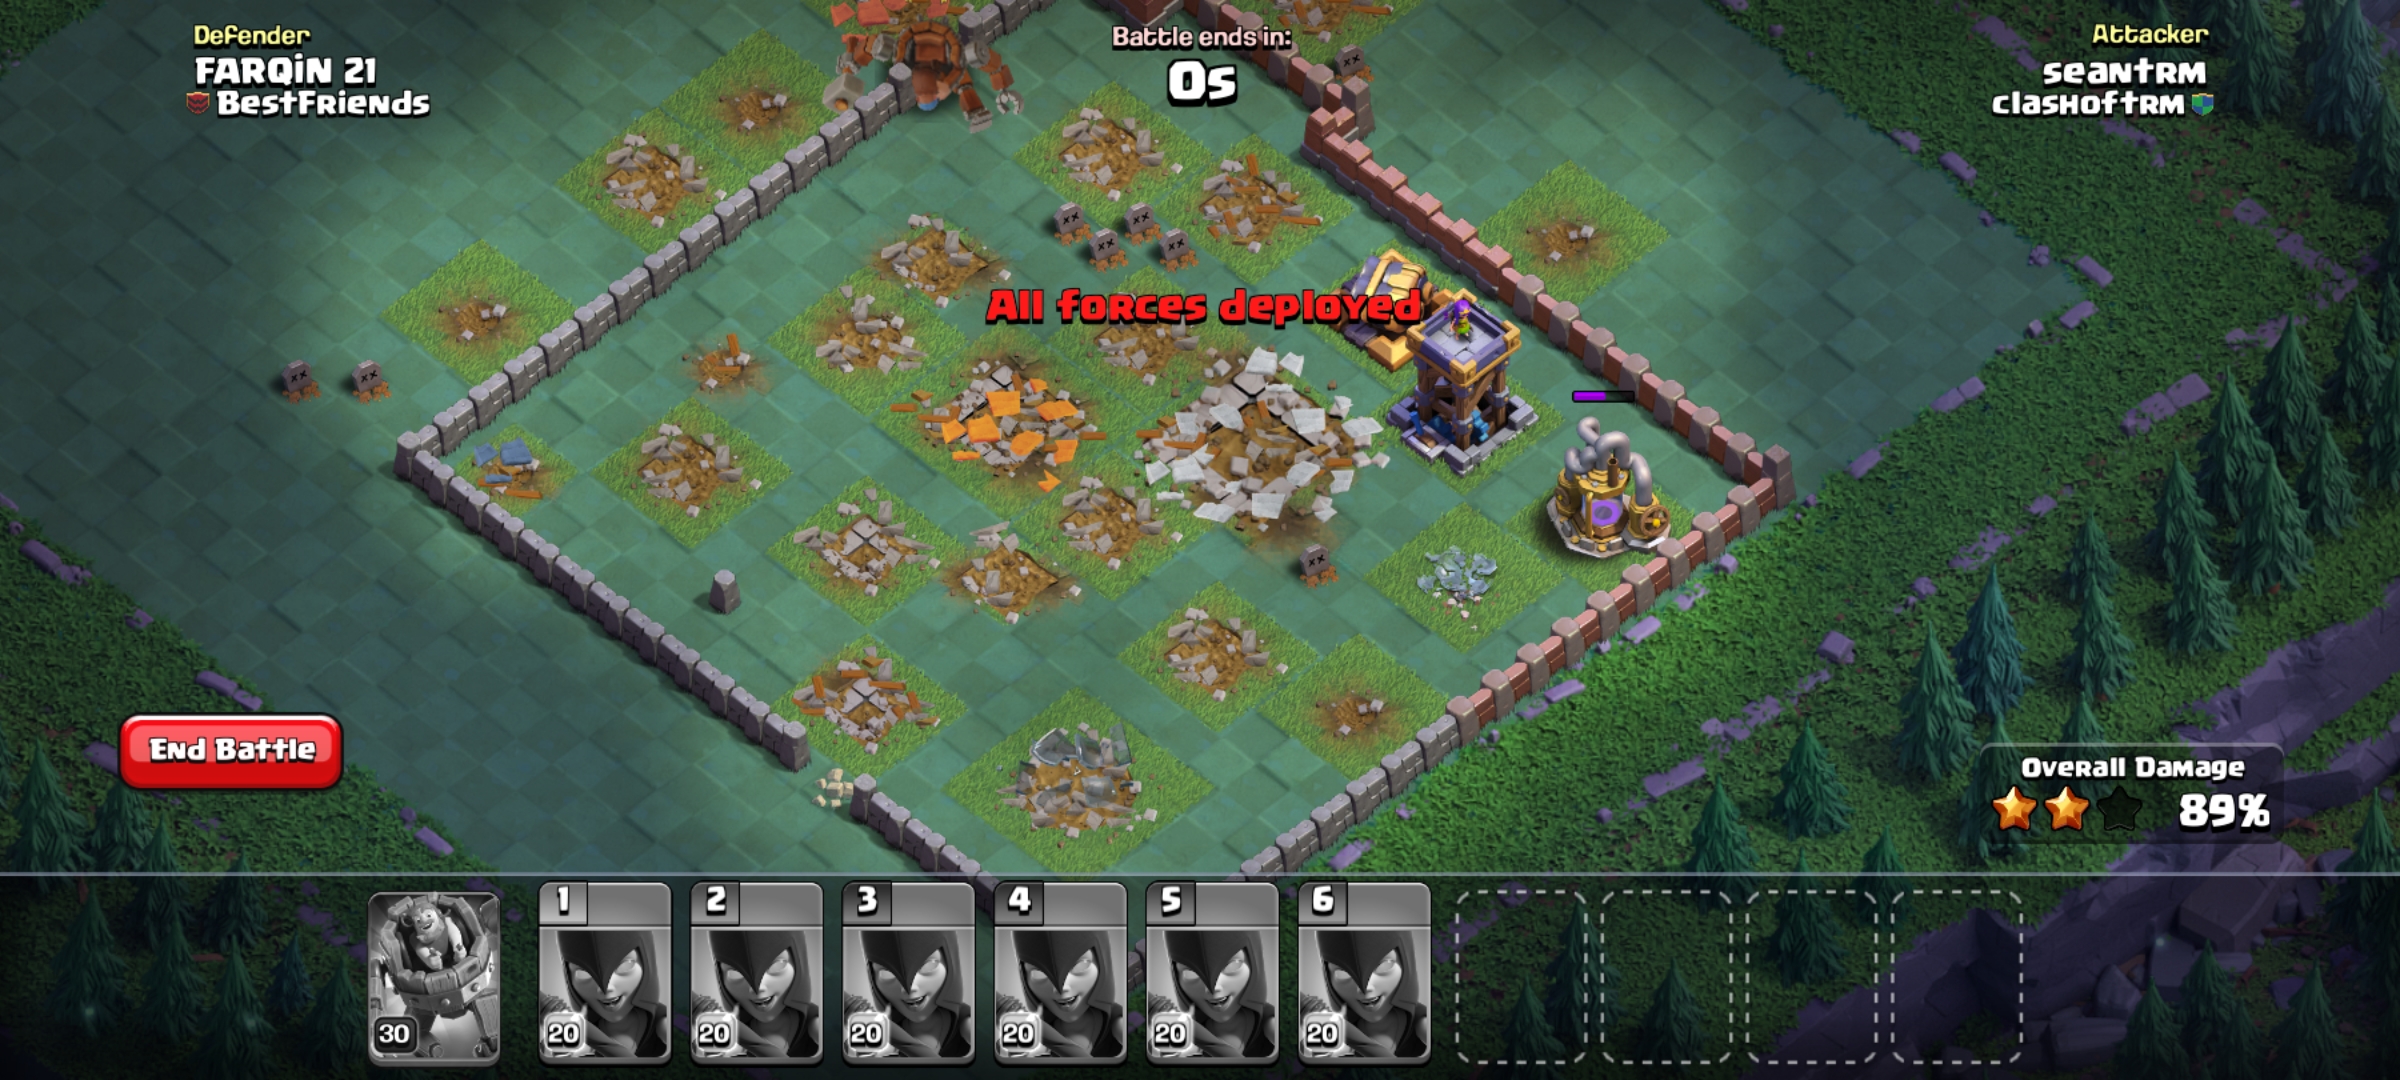 Defender
FARQiN 21
BestFriends
Battle ends in:
0s
Attacker
seantRM
clashoftRM
All forces deployed
End Battle
Overall Damage
89%
1
2
3
4
5
6
30
20
20
20
20
20
20